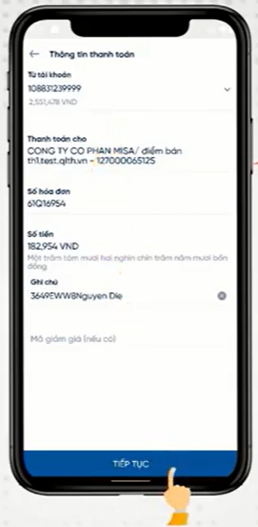 ← Thông tin thanh toán
Từ tài khoản
108831239999
2,551,478 VND
Thanh toán cho
CONG TY CO PHAN MISA/ điểm bán
th1.test.qlth.vn - 127000065125
Số hóa đơn
61Q16954
Số tiền
182,954 VND
Một trăm tám mươi hai nghìn chín trăm năm mươi bốn
đồng
Ghi chú
3649EWW8Nguyen Die
Mã giảm giá (nếu có)
TIẾP TỤC